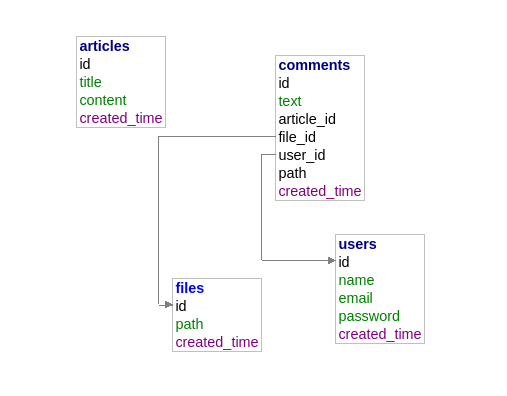 articles
id
title
content
created_time
comments
id
text
article_id
file_id
user_id
path
created_time
users
id
name
email
password
created_time
files
id
path
created_time